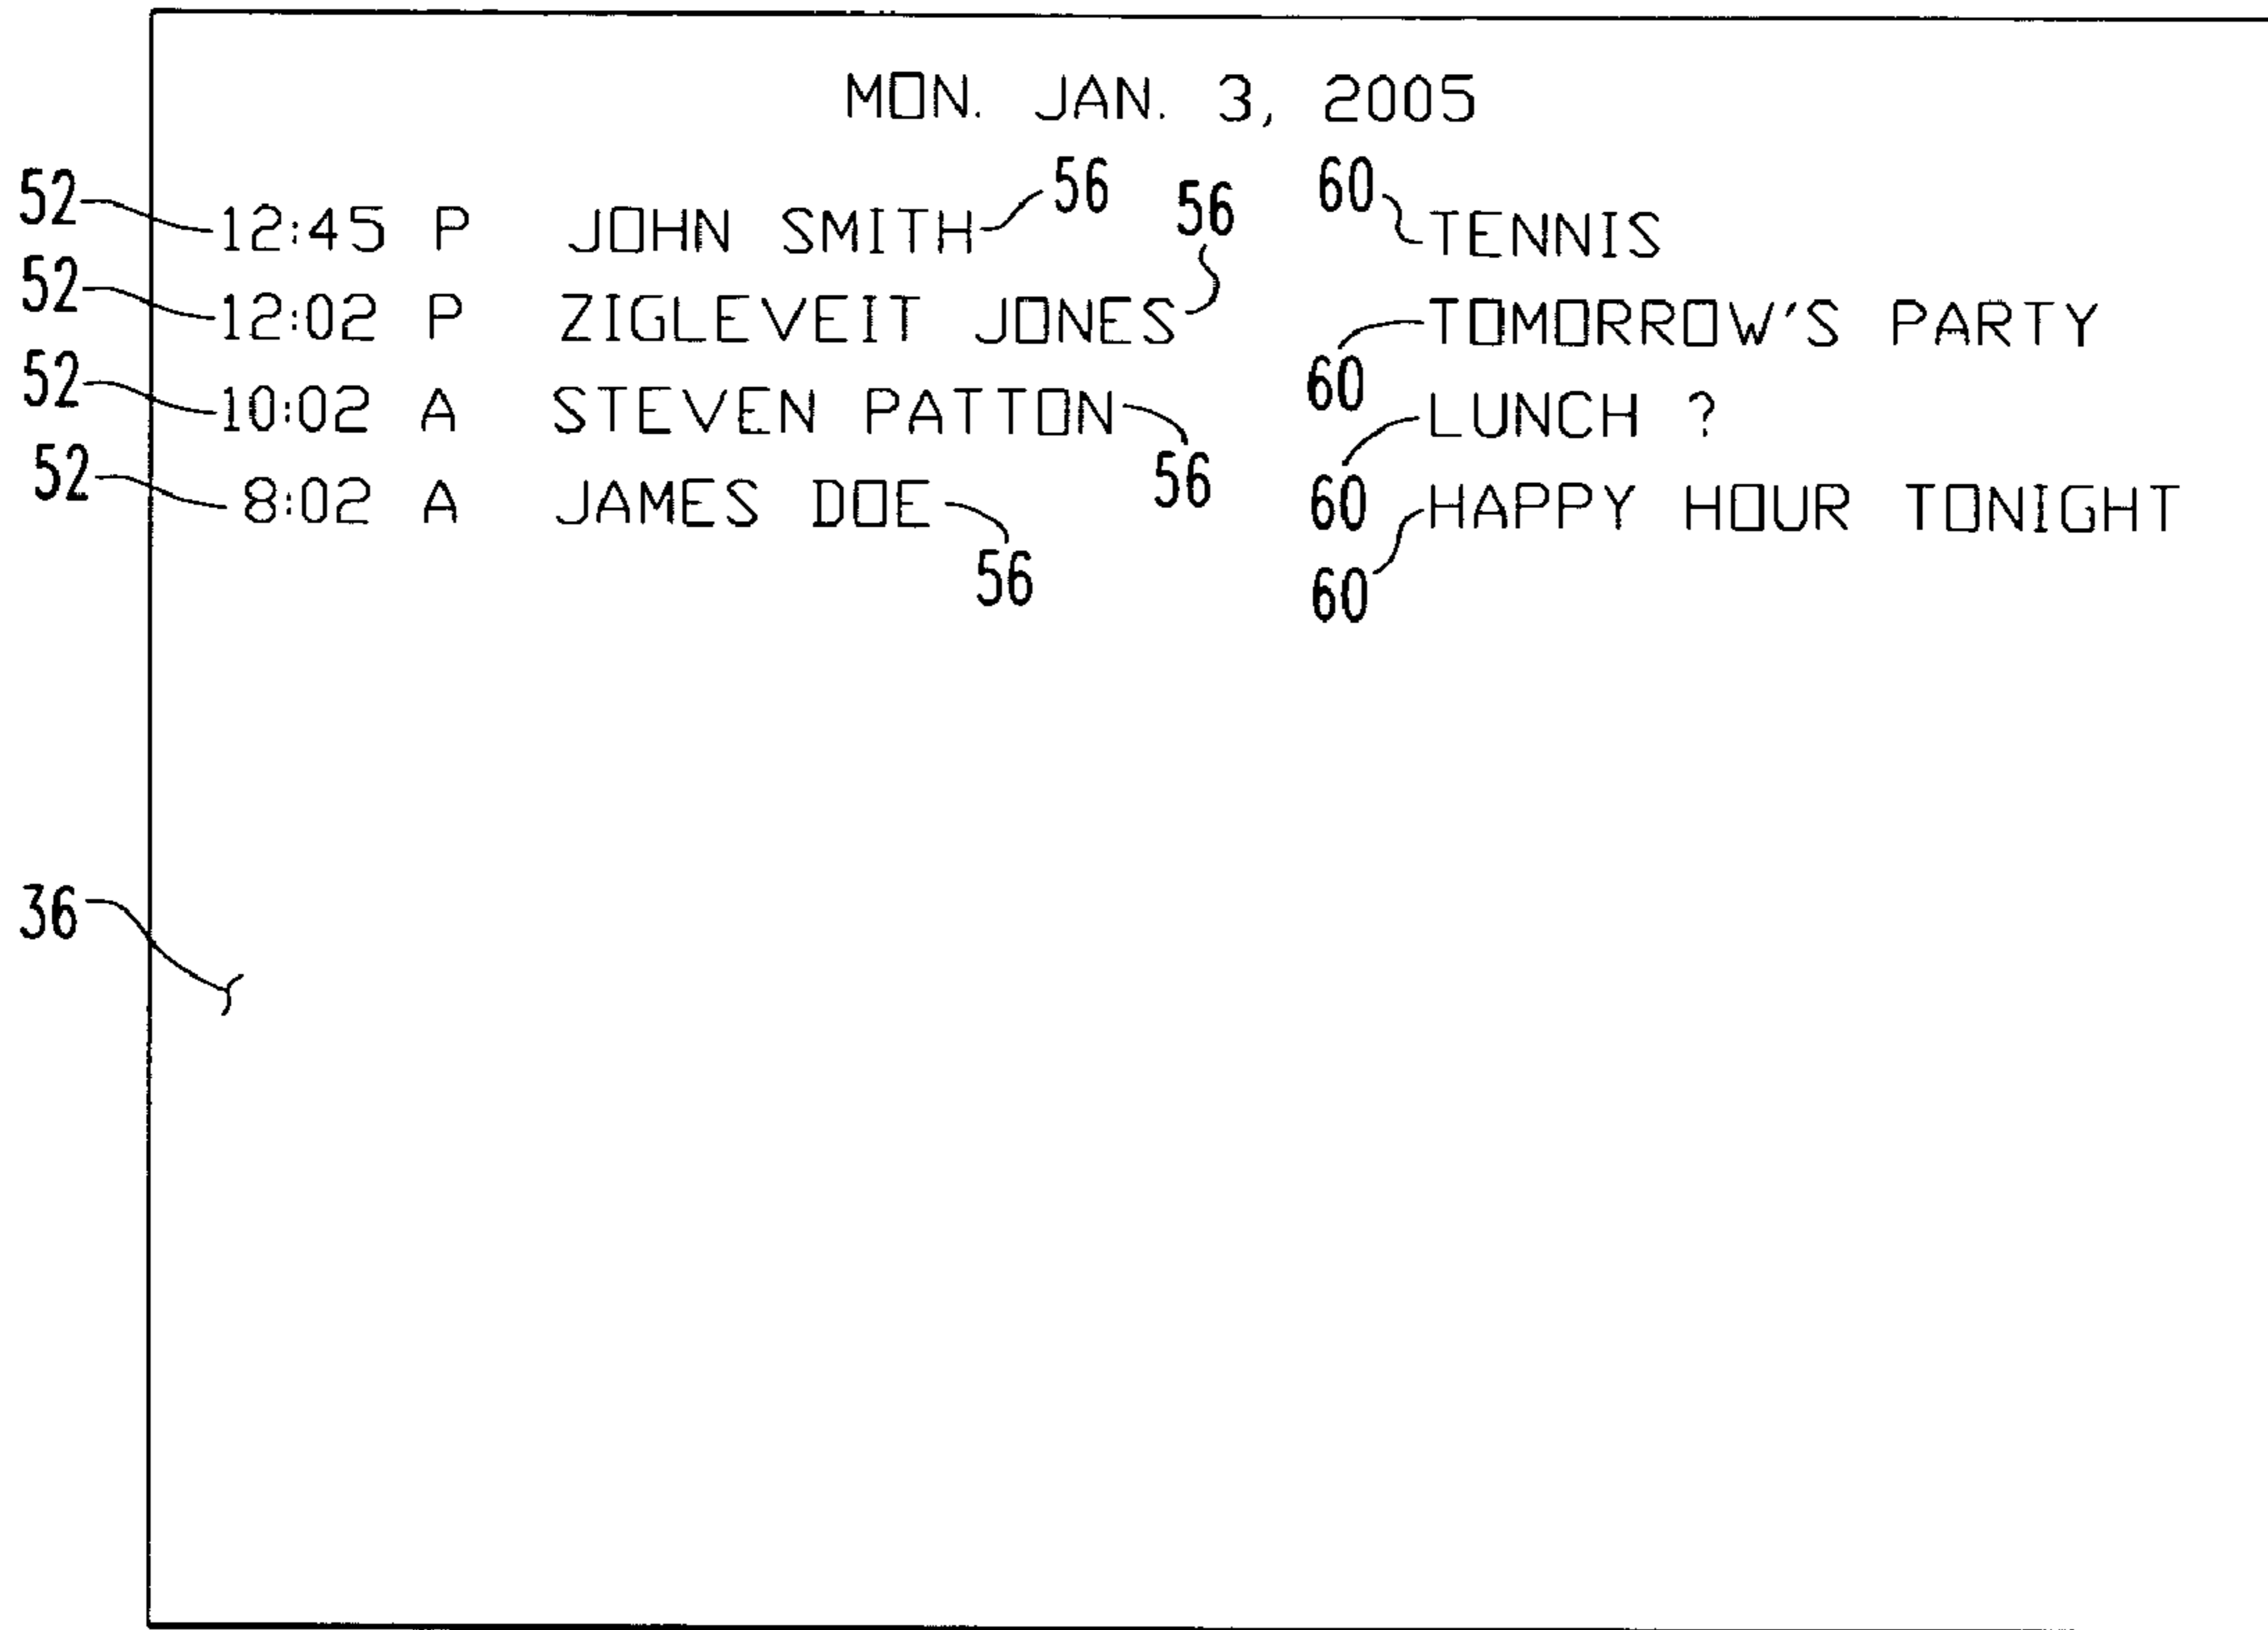 MON. JAN. 3, 2005
52 12:45 P JOHN SMITH 56 60 TENNIS
52 12:02 P ZIGLEVEIT JONES 56 60 TOMORROW'S PARTY
52 10:02 A STEVEN PATTON 56 60 LUNCH ?
52 8:02 A JAMES DOE 56 60 HAPPY HOUR TONIGHT
36